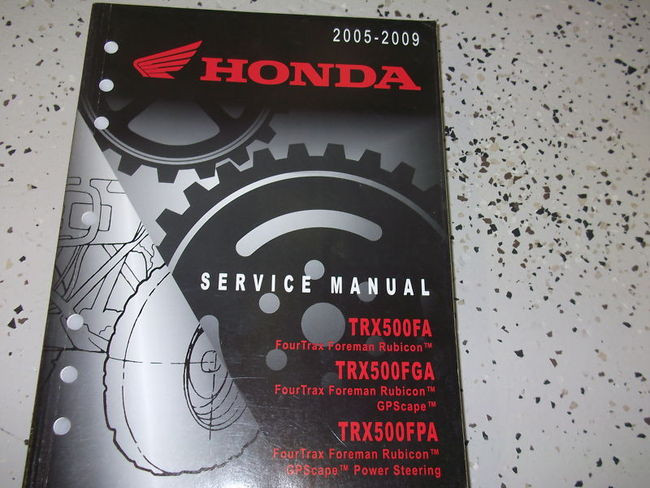 2005-2009
HONDA
SERVICE MANUAL
TRX500FA
FourTrax Foreman Rubicon™
TRX500FGA
FourTrax Foreman Rubicon™
GPScape™
TRX500FPA
FourTrax Foreman Rubicon™
GPScape™ Power Steering